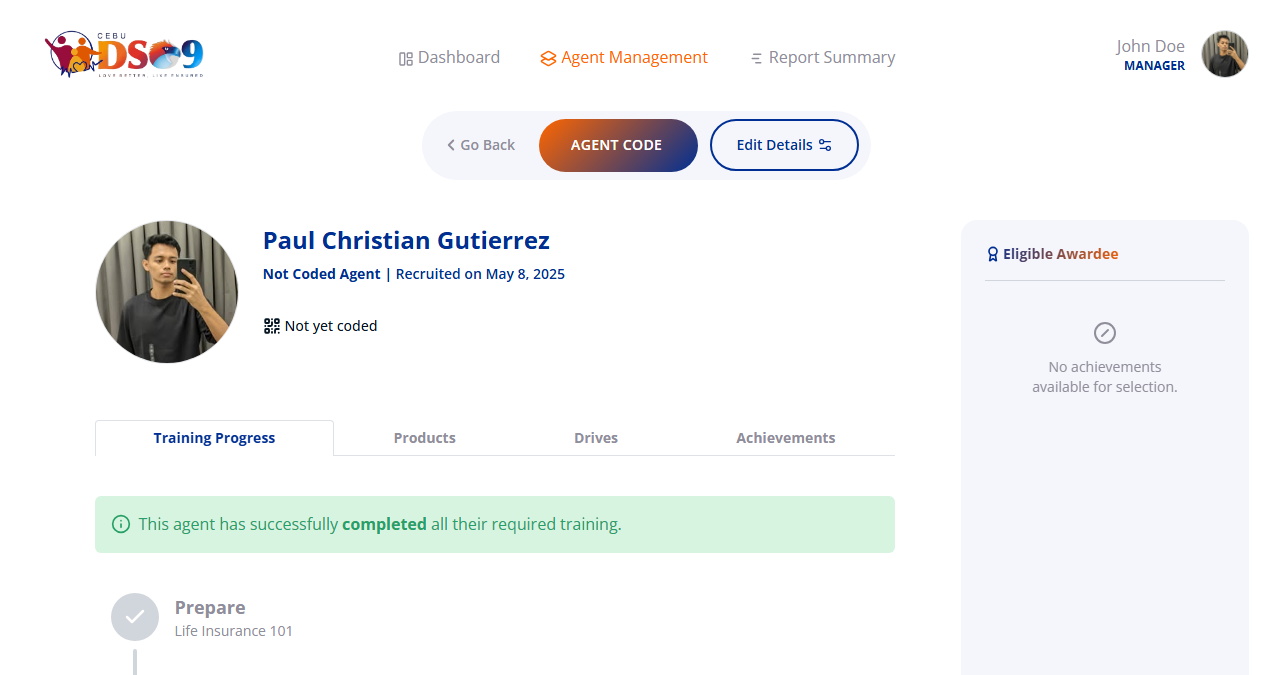 CEBU
DSO9
LOVE BETTER. LIVE ENSURED
Dashboard
Agent Management
Report Summary
John Doe
MANAGER
Go Back
AGENT CODE
Edit Details
Paul Christian Gutierrez
Not Coded Agent | Recruited on May 8, 2025
Not yet coded
Eligible Awardee
No achievements
available for selection.
Training Progress
Products
Drives
Achievements
This agent has successfully completed all their required training.
Prepare
Life Insurance 101